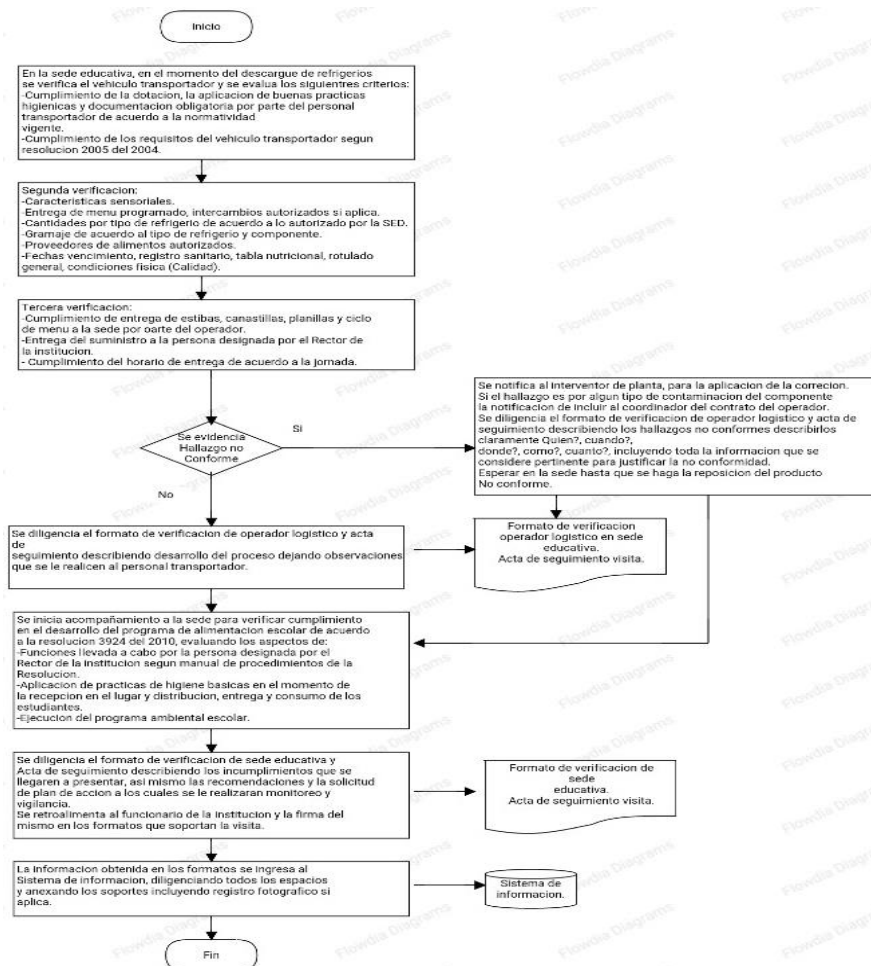 Inicio
En la sede educativa, en el momento del descargue de refrigerios
se verifica el vehiculo transportador y se evalua los siguientres criterios:
-Cumplimiento de la dotacion, la aplicacion de buenas practicas
higienicas y documentacion obligatoria por parte del personal
transportador de acuerdo a la normatividad
vigente.
-Cumplimiento de los requisitos del vehiculo transportador segun
resolucion 2005 del 2004.
Segunda verificacion:
-Caracteristicas sensoriales.
-Entrega de menu programado, intercambios autorizados si aplica.
-Cantidades por tipo de refrigerio de acuerdo a lo autorizado por la SED.
-Gramaje de acuerdo al tipo de refrigerio y componente.
-Proveedores de alimentos autorizados.
-Fechas vencimiento, registro sanitario, tabla nutricional, rotulado
general, condiciones fisica (Calidad).
Tercera verificacion:
-Cumplimiento de entrega de estibas, canastillas, planillas y ciclo
de menu a la sede por oarte del operador.
-Entrega del suministro a la persona designada por el Rector de
la institucion.
- Cumplimiento del horario de entrega de acuerdo a la jornada.
Se evidencia
Hallazgo no
Conforme
Si
No
Se notifica al interventor de planta, para la aplicacion de la correcion.
Si el hallazgo es por algun tipo de contaminacion del componente
la notificacion de incluir al coordinador del contrato del operador.
Se diligencia el formato de verificacion de operador logistico y acta de
seguimiento describiendo los hallazgos no conformes describirlos
claramente Quien?, cuando?,
donde?, como?, cuanto?, incluyendo toda la informacion que se
considere pertinente para justificar la no conformidad.
Esperar en la sede hasta que se haga la reposicion del producto
No conforme.
Se diligencia el formato de verificacion de operador logistico y acta
de
seguimiento describiendo desarrollo del proceso dejando observaciones
que se le realicen al personal transportador.
Formato de verificacion
operador logistico en sede
educativa.
Acta de seguimiento visita.
Se inicia acompañamiento a la sede para verificar cumplimiento
en el desarrollo del programa de alimentacion escolar de acuerdo
a la resolucion 3924 del 2010, evaluando los aspectos de:
-Funciones llevada a cabo por la persona designada por el
Rector de la institucion segun manual de procedimientos de la
Resolucion.
-Aplicacion de practicas de higiene basicas en el momento de
la recepcion en el lugar y distribucion, entrega y consumo de los
estudiantes.
-Ejecucion del programa ambiental escolar.
Se diligencia el formato de verificacion de sede educativa y
Acta de seguimiento describiendo los incumplimientos que se
llegaren a presentar, asi mismo las recomendaciones y la solicitud
de plan de accion a los cuales se le realizaran monitoreo y
vigilancia.
Se retroalimenta al funcionario de la institucion y la firma del
mismo en los formatos que soportan la visita.
Formato de verificacion de
sede
educativa.
Acta de seguimiento visita.
La informacion obtenida en los formatos se ingresa al
Sistema de informacion, diligenciando todos los espacios
y anexando los soportes incluyendo registro fotografico si
aplica.
Sistema de
informacion.
Fin
Flowdia Diagrams